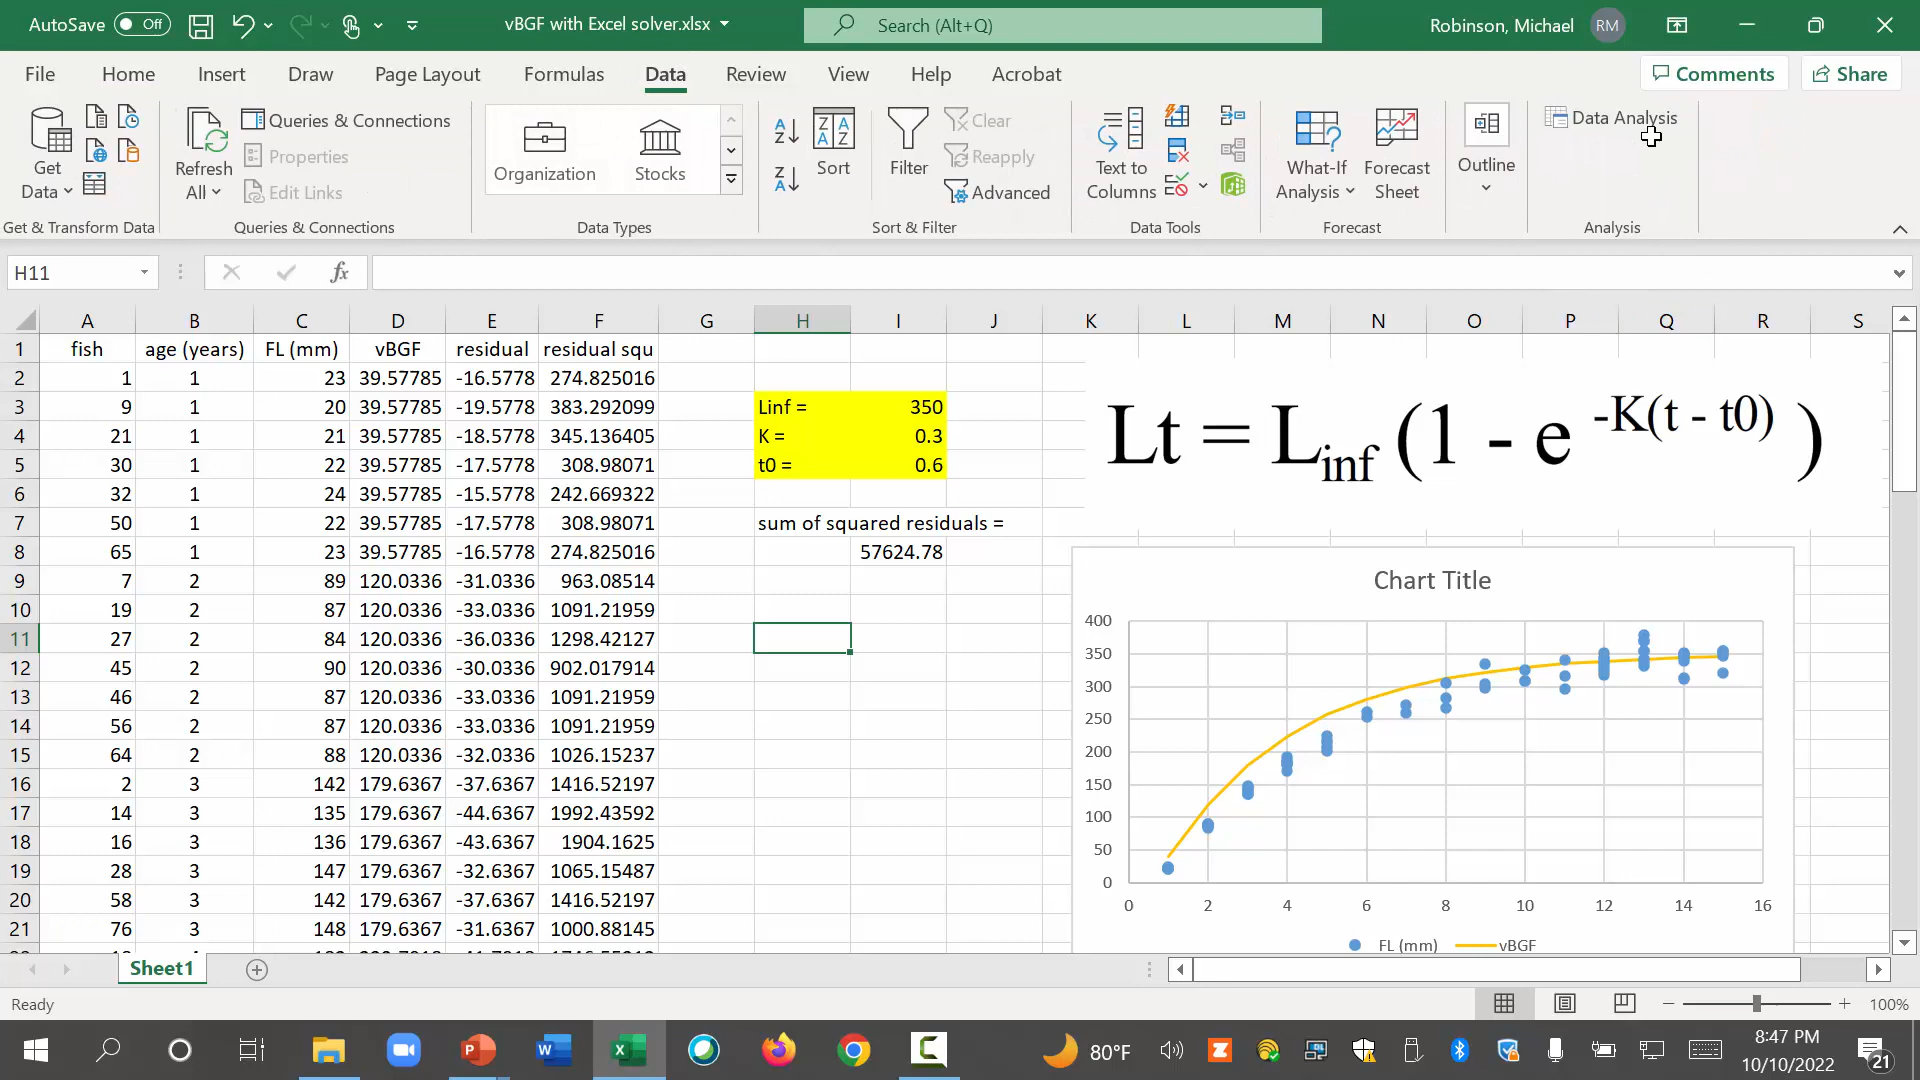 AutoSave Off vBGF with Excel solver.xlsx Search (Alt+Q) Robinson, Michael RM
File Home Insert Draw Page Layout Formulas Data Review View Help Acrobat Comments Share
Get Data
Refresh All
Queries & Connections
Properties
Edit Links
Organization Stocks
Sort
Filter
Clear
Reapply
Advanced
Text to Columns
What-If Analysis
Forecast Sheet
Outline
Data Analysis
Get & Transform Data Queries & Connections Data Types Sort & Filter Data Tools Forecast Analysis
H11 fx
A B C D E F G H I J K L M N O P Q R S
1 fish age (years) FL (mm) vBGF residual residual squ
2 1 1 23 39.57785 -16.5778 274.825016
3 9 1 20 39.57785 -19.5778 383.292099 Linf = 350
4 21 1 21 39.57785 -18.5778 345.136405 K = 0.3
5 30 1 22 39.57785 -17.5778 308.98071 t0 = 0.6
6 32 1 24 39.57785 -15.5778 242.669322
7 50 1 22 39.57785 -17.5778 308.98071 sum of squared residuals =
8 65 1 23 39.57785 -16.5778 274.825016 57624.78
9 7 2 89 120.0336 -31.0336 963.08514
10 19 2 87 120.0336 -33.0336 1091.21959
11 27 2 84 120.0336 -36.0336 1298.42127
12 45 2 90 120.0336 -30.0336 902.017914
13 46 2 87 120.0336 -33.0336 1091.21959
14 56 2 87 120.0336 -33.0336 1091.21959
15 64 2 88 120.0336 -32.0336 1026.15237
16 2 3 142 179.6367 -37.6367 1416.52197
17 14 3 135 179.6367 -44.6367 1992.43592
18 16 3 136 179.6367 -43.6367 1904.1625
19 28 3 147 179.6367 -32.6367 1065.15487
20 58 3 142 179.6367 -37.6367 1416.52197
21 76 3 148 179.6367 -31.6367 1000.88145
Lt = Linf (1 - e -K(t - t0) )
Chart Title
400
350
300
250
200
150
100
50
0
0 2 4 6 8 10 12 14 16
FL (mm) vBGF
Sheet1
Ready 100%
80°F 8:47 PM
10/10/2022 21